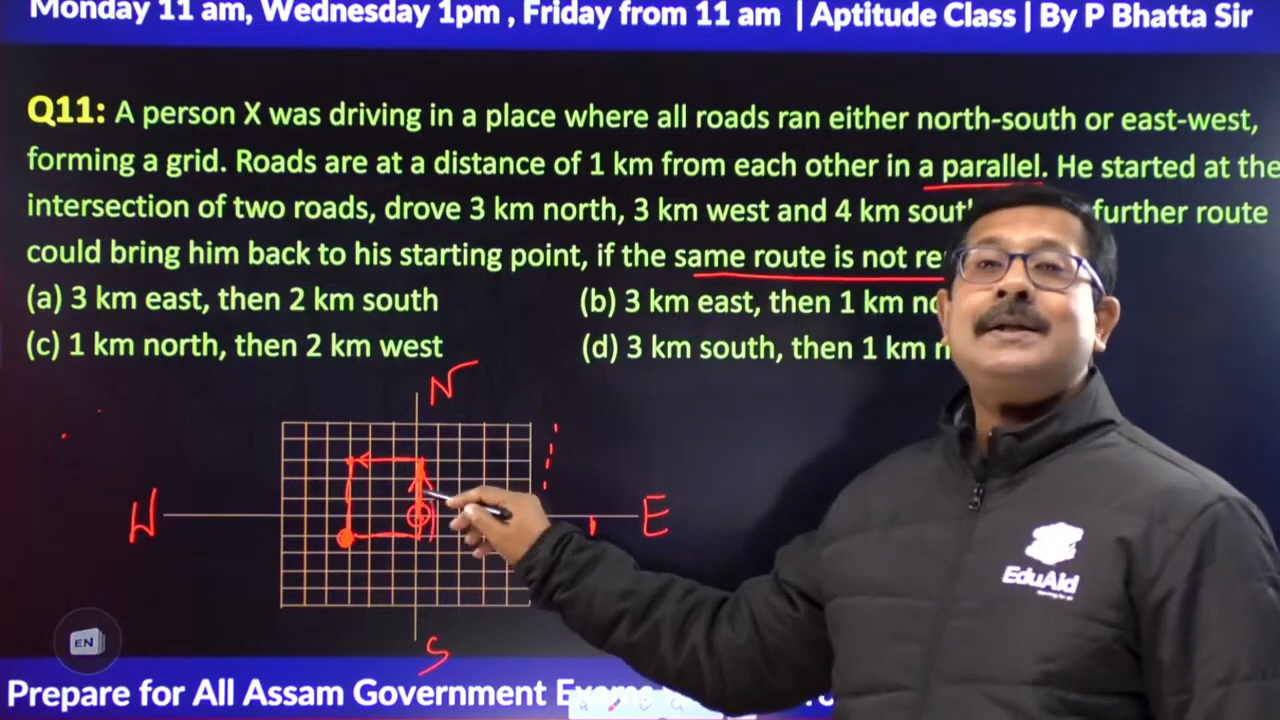 Monday 11 am, Wednesday 1pm , Friday from 11 am | Aptitude Class | By P Bhatta Sir
Q11: A person X was driving in a place where all roads ran either north-south or east-west,
forming a grid. Roads are at a distance of 1 km from each other in a parallel. He started at the
intersection of two roads, drove 3 km north, 3 km west and 4 km further route
could bring him back to his starting point, if the same route is not
(a) 3 km east, then 2 km south (b) 3 km east, then 1 km
(c) 1 km north, then 2 km west (d) 3 km south, then 1 km
N
W E
S
EduAid
EN
Prepare for All Assam Government